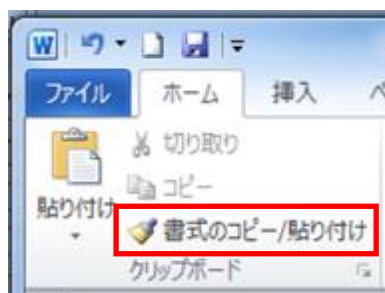 W
ファイル ホーム 挿入
切り取り
コピー
貼り付け
書式のコピー/貼り付け
クリップボード